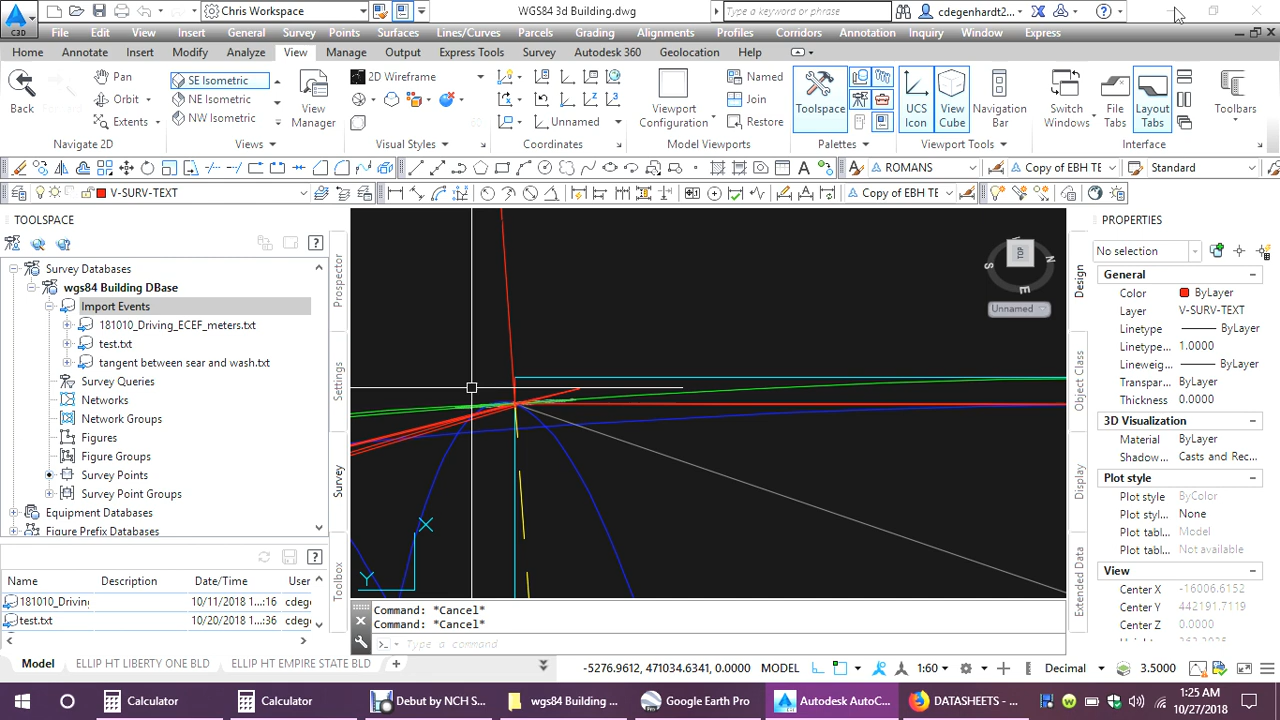 Chris Workspace
WGS84 3d Building.dwg
Type a keyword or phrase
cdegenhardt2...
C3D
File Edit View Insert General Survey Points Surfaces Lines/Curves Parcels Grading Alignments Profiles Corridors Annotation Inquiry Window Express
Home Annotate Insert Modify Analyze View Manage Output Express Tools Survey Autodesk 360 Geolocation
Back
Pan
Orbit
Extents
Navigate 2D
SE Isometric
NE Isometric
NW Isometric
View Manager
Views
2D Wireframe
Visual Styles
Unnamed
Coordinates
Viewport Configuration
Named
Join
Restore
Model Viewports
Toolspace
Palettes
UCS Icon
View Cube
Navigation Bar
Viewport Tools
Switch Windows
File Tabs
Layout Tabs
Toolbars
Interface
ROMANS
Copy of EBH T
Standard
V-SURV-TEXT
Copy of EBH TE
TOOLSPACE
Survey Databases
wgs84 Building DBase
Import Events
181010_Driving_ECEF_meters.txt
test.txt
tangent between sear and wash.txt
Survey Queries
Networks
Network Groups
Figures
Figure Groups
Survey Points
Survey Point Groups
Equipment Databases
Figure Prefix Databases
Name Description Date/Time User
181010_Drivin 10/11/2018 1...:16 cdege
test.txt 10/20/2018 1...:36 cdege
Prospector
Settings
Survey
Toolbox
TOP
S
N
E
Unnamed
X
Y
Command: *Cancel*
Command: *Cancel*
Type a command
Design
Object Class
Display
Extended Data
PROPERTIES
No selection
General
Color ByLayer
Layer V-SURV-TEXT
Linetype ByLayer
Linetype... 1.0000
Lineweig... ByLayer
Transpar... ByLayer
Thickness 0.0000
3D Visualization
Material ByLayer
Shadow... Casts and Rec...
Plot style
Plot style ByColor
Plot sty... None
Plot tabl... Model
Plot tabl... Not available
View
Center X -16006.6152
Center Y 442191.7119
Center Z 0.0000
Model ELLIP HT LIBERTY ONE BLD ELLIP HT EMPIRE STATE BLD
-5276.9612, 471034.6341, 0.0000 MODEL 1:60 Decimal 3.5000
Calculator
Calculator
Debut by NCH S...
wgs84 Building ...
Google Earth Pro
Autodesk AutoC...
DATASHEETS - ...
1:25 AM
10/27/2018